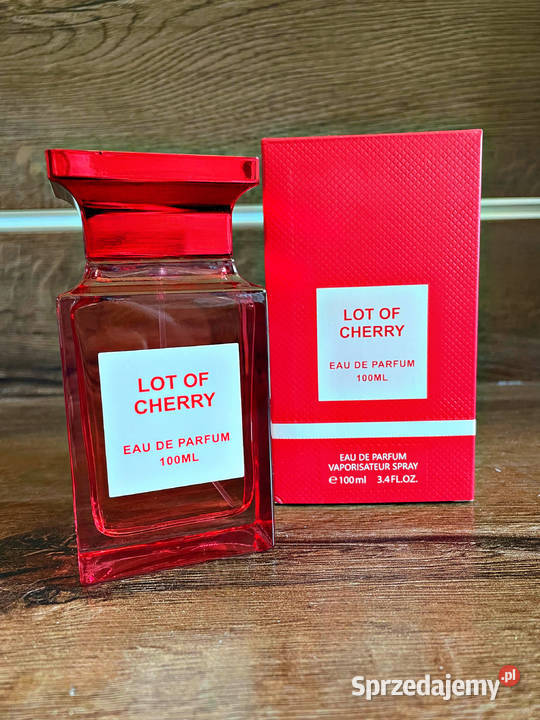 LOT OF
CHERRY
EAU DE PARFUM
100ML
LOT OF
CHERRY
EAU DE PARFUM
100ML
EAU DE PARFUM
VAPORISATEUR SPRAY
e100ml 3.4FL.OZ.
Sprzedajemy.pl